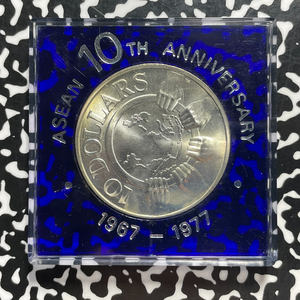 ASEAN 10TH ANNIVERSARY
10 DOLLARS
1967 – 1977